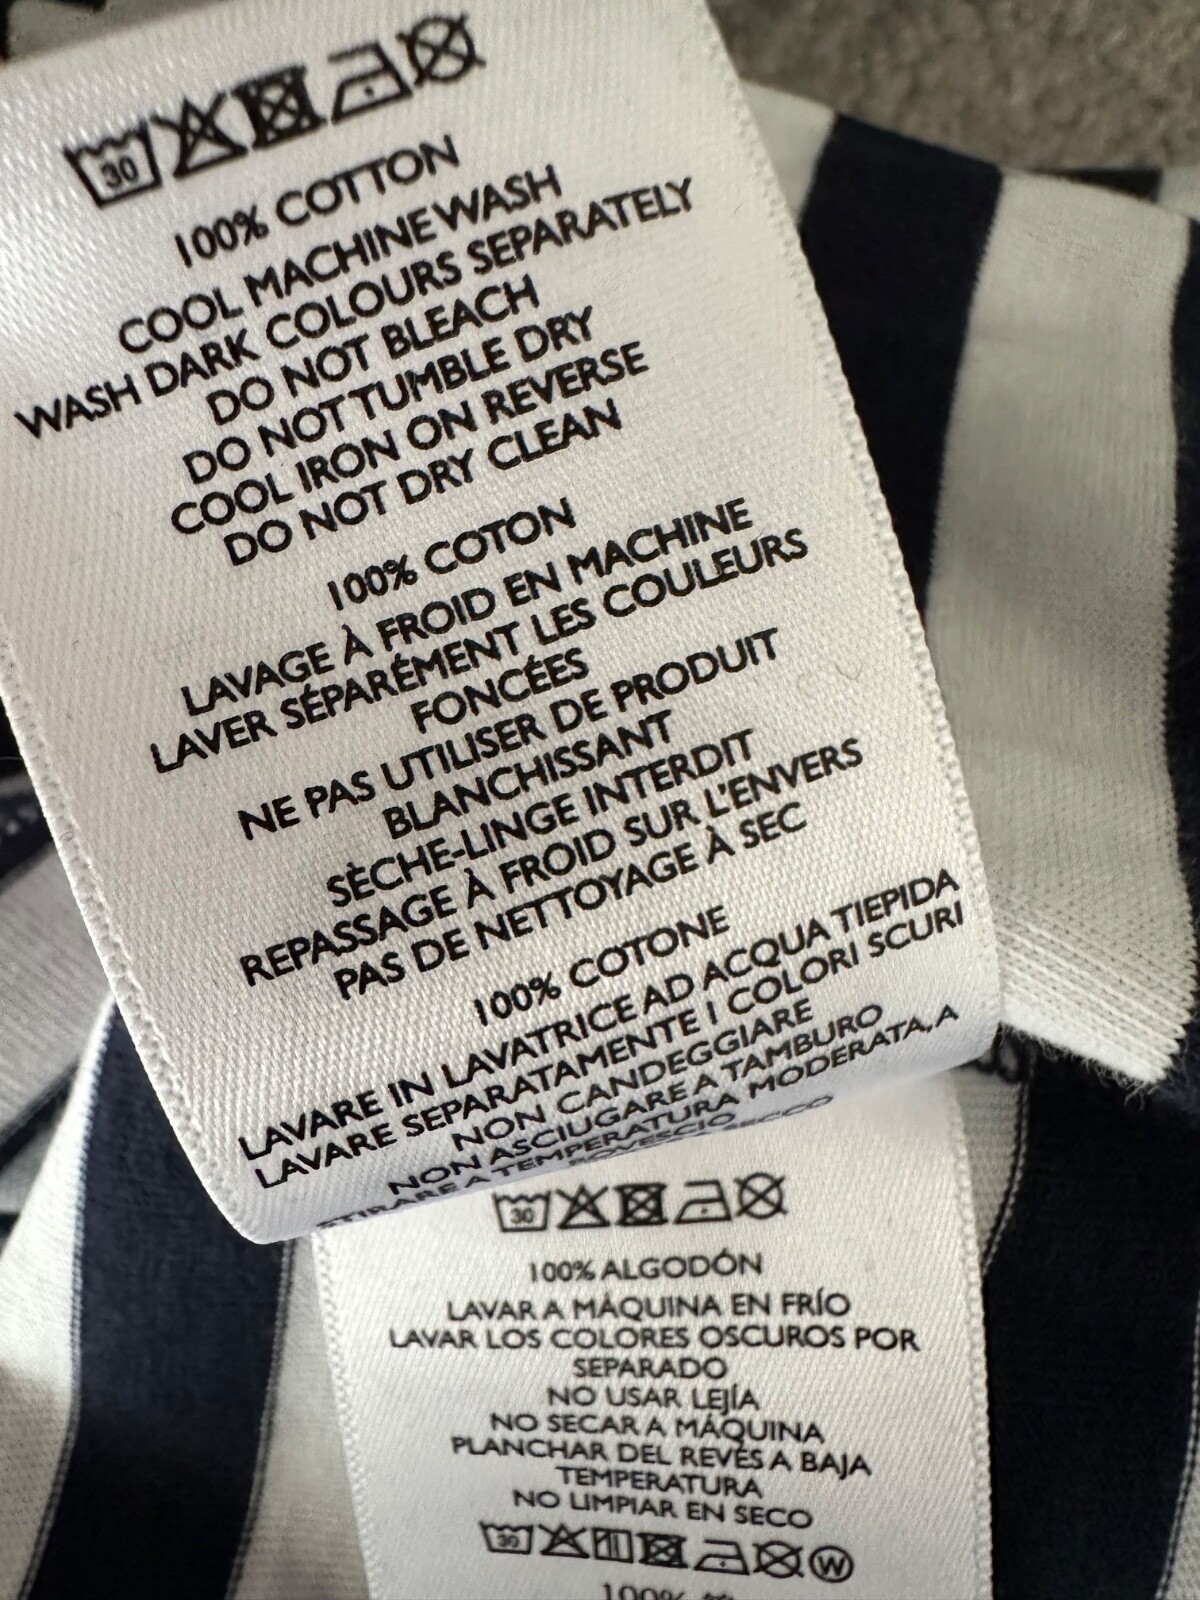 30
100% COTTON
COOL MACHINE WASH
WASH DARK COLOURS SEPARATELY
DO NOT BLEACH
DO NOT TUMBLE DRY
COOL IRON ON REVERSE
DO NOT DRY CLEAN
100% COTON
LAVAGE À FROID EN MACHINE
LAVER SÉPARÉMENT LES COULEURS
FONCÉES
NE PAS UTILISER DE PRODUIT
BLANCHISSANT
SÈCHE-LINGE INTERDIT
REPASSAGE À FROID SUR L'ENVERS
PAS DE NETTOYAGE À SEC
100% COTONE
LAVARE IN LAVATRICE AD ACQUA TIEPIDA
LAVARE SEPARATAMENTE I COLORI SCURI
NON CANDEGGIARE
NON ASCIUGARE A TAMBURO
STIRARE A TEMPERATURA MODERATA, A
ROVESCIO
SECCO
30
100% ALGODÓN
LAVAR A MÁQUINA EN FRÍO
LAVAR LOS COLORES OSCUROS POR
SEPARADO
NO USAR LEJÍA
NO SECAR A MÁQUINA
PLANCHAR DEL REVÉS A BAJA
TEMPERATURA
NO LIMPIAR EN SECO
30 W
100%